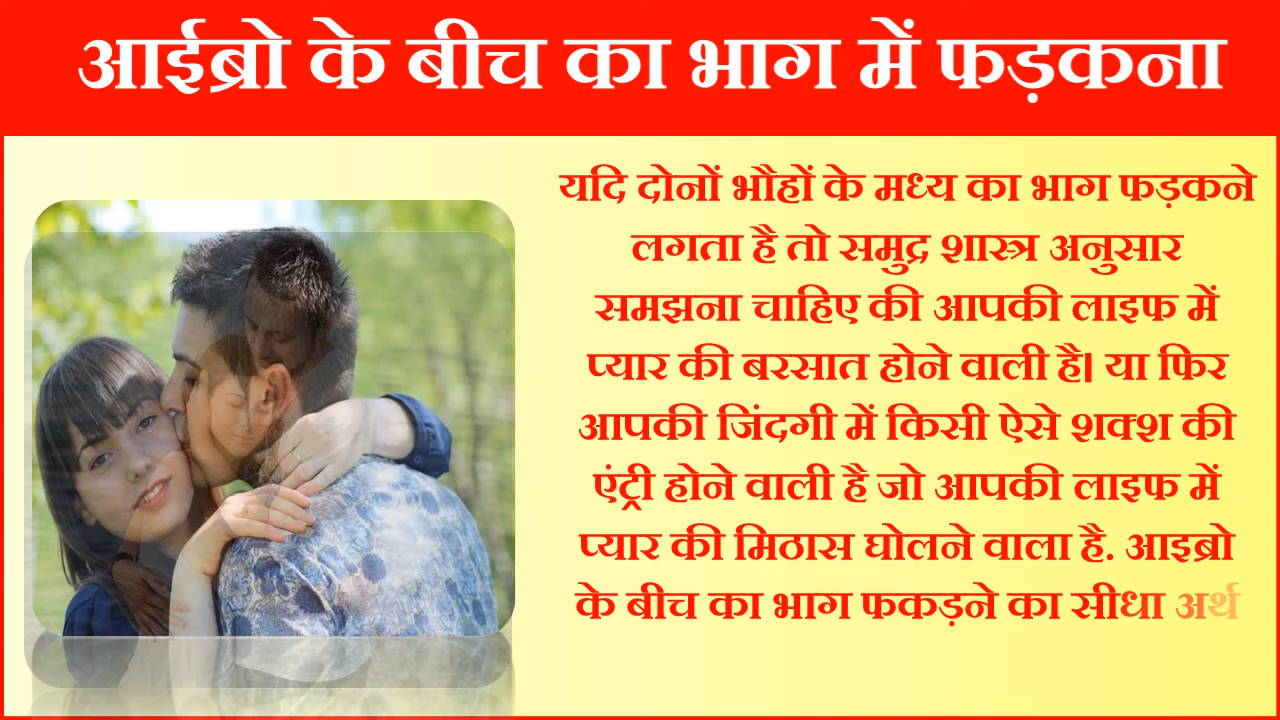 आईब्रो के बीच का भाग में फड़कना
यदि दोनों भौहों के मध्य का भाग फड़कने
लगता है तो समुद्र शास्त्र अनुसार
समझना चाहिए की आपकी लाइफ में
प्यार की बरसात होने वाली है। या फिर
आपकी जिंदगी में किसी ऐसे शक्श की
एंट्री होने वाली है जो आपकी लाइफ में
प्यार की मिठास घोलने वाला है. आइब्रो
के बीच का भाग फकड़ने का सीधा अर्थ